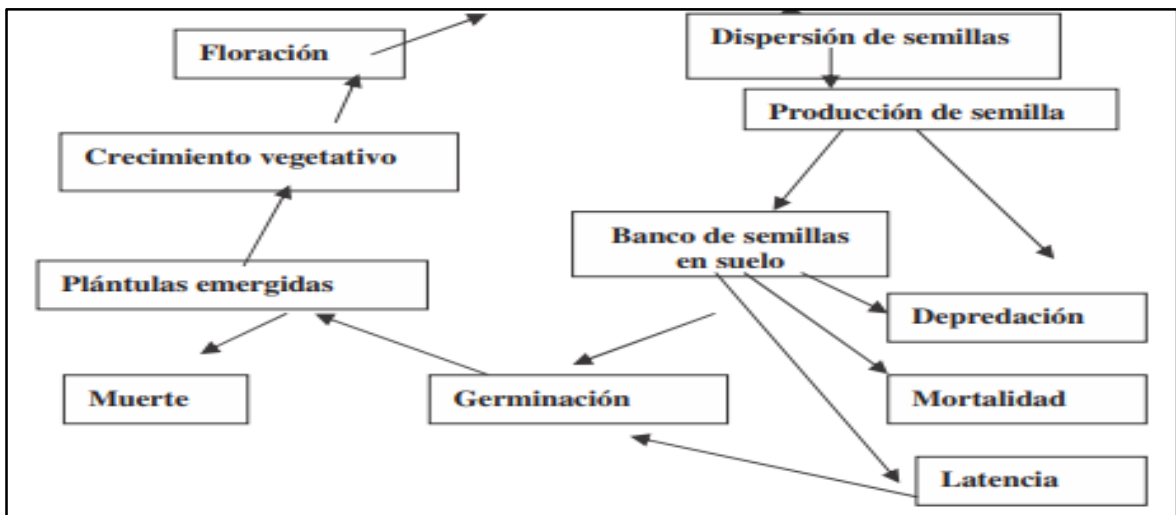 Floración
Dispersión de semillas
Producción de semilla
Crecimiento vegetativo
Banco de semillas
en suelo
Plántulas emergidas
Depredación
Muerte
Germinación
Mortalidad
Latencia